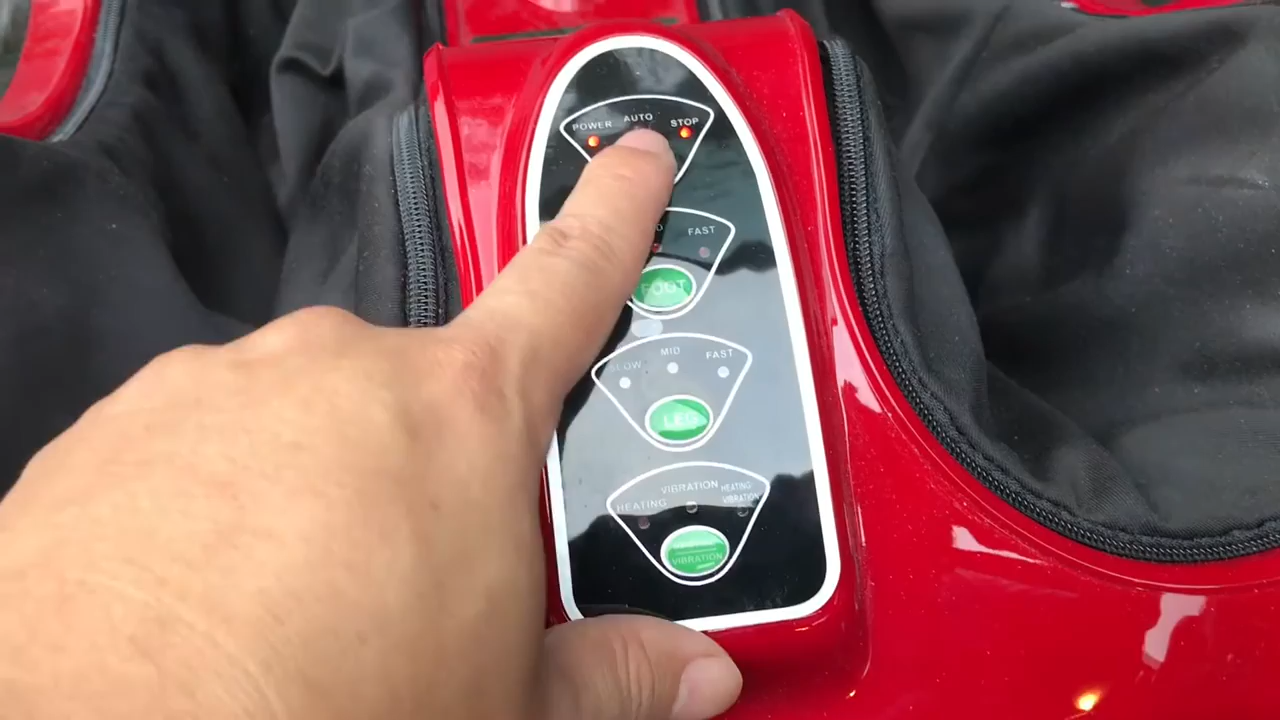 POWER AUTO STOP
FAST
FOOT
SLOW MID FAST
LEG
HEATING VIBRATION HEATING
VIBRATION
VIBRATION